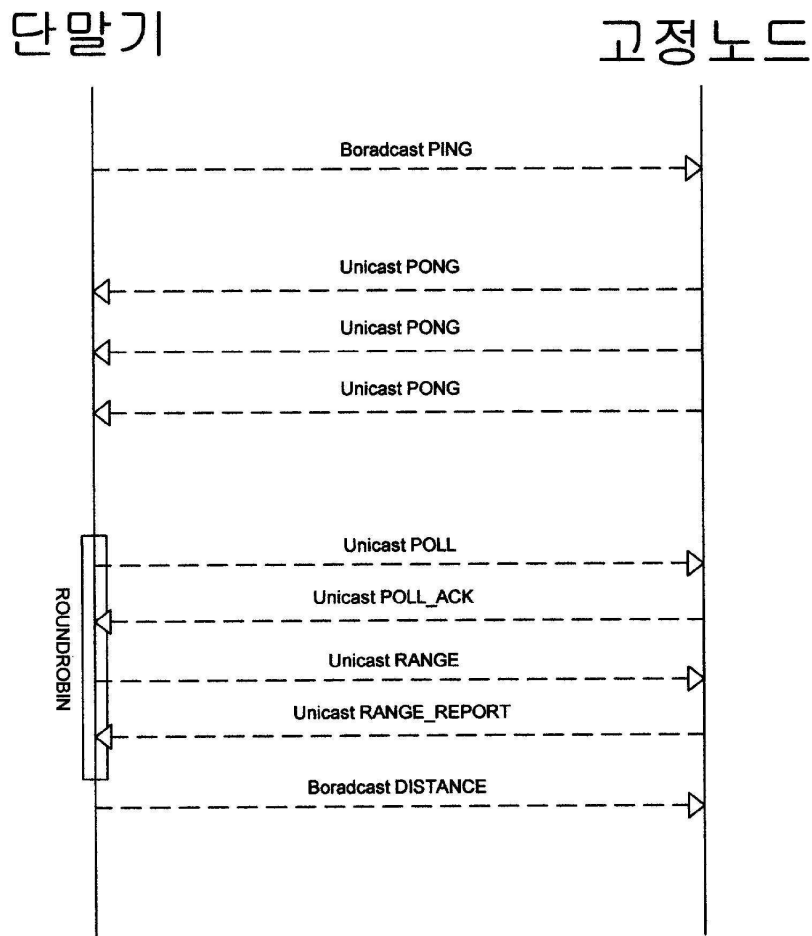 단말기
고정노드
Boradcast PING
Unicast PONG
Unicast PONG
Unicast PONG
Unicast POLL
Unicast POLL_ACK
ROUNDROBIN
Unicast RANGE
Unicast RANGE_REPORT
Boradcast DISTANCE